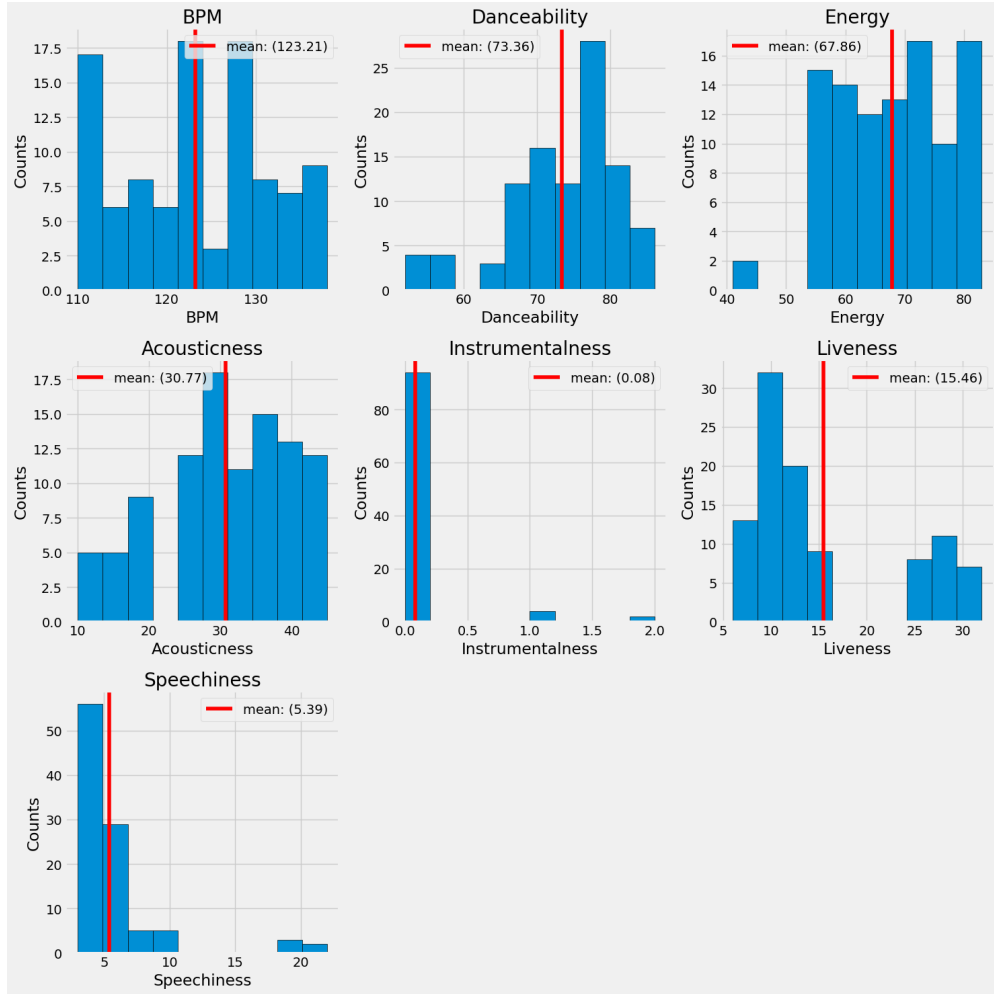 BPM
mean: (123.21)
17.5
15.0
12.5
10.0
7.5
5.0
2.5
0.0
Counts
110 120 130
BPM
Danceability
mean: (73.36)
25
20
15
10
5
0
Counts
60 70 80
Danceability
Energy
mean: (67.86)
16
14
12
10
8
6
4
2
0
Counts
40 50 60 70 80
Energy
Acousticness
mean: (30.77)
17.5
15.0
12.5
10.0
7.5
5.0
2.5
0.0
Counts
10 20 30 40
Acousticness
Instrumentalness
mean: (0.08)
80
60
40
20
0
Counts
0.0 0.5 1.0 1.5 2.0
Instrumentalness
Liveness
mean: (15.46)
30
25
20
15
10
5
0
Counts
5 10 15 20 25 30
Liveness
Speechiness
mean: (5.39)
50
40
30
20
10
0
Counts
5 10 15 20
Speechiness